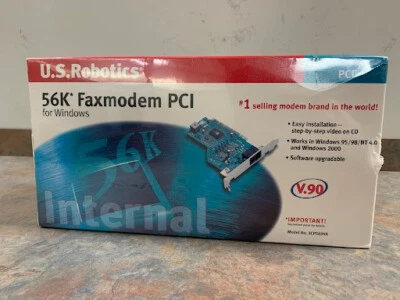 U.S.Robotics
PCI
56K* Faxmodem PCI
for Windows
#1 selling modem brand in the world!
• Easy installation—
step-by-step video on CD
• Works in Windows 95/98/NT 4.0
and Windows 2000
• Software upgradable
56K
V.90
Internal
*IMPORTANT!